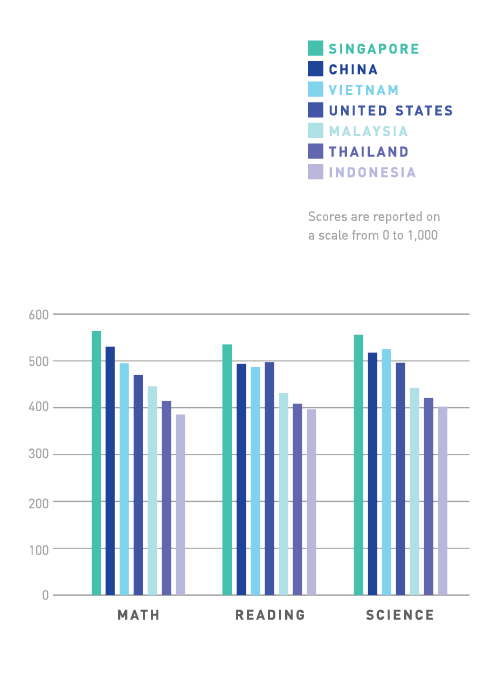 SINGAPORE
CHINA
VIETNAM
UNITED STATES
MALAYSIA
THAILAND
INDONESIA
Scores are reported on
a scale from 0 to 1,000
600
500
400
300
200
100
0
MATH READING SCIENCE